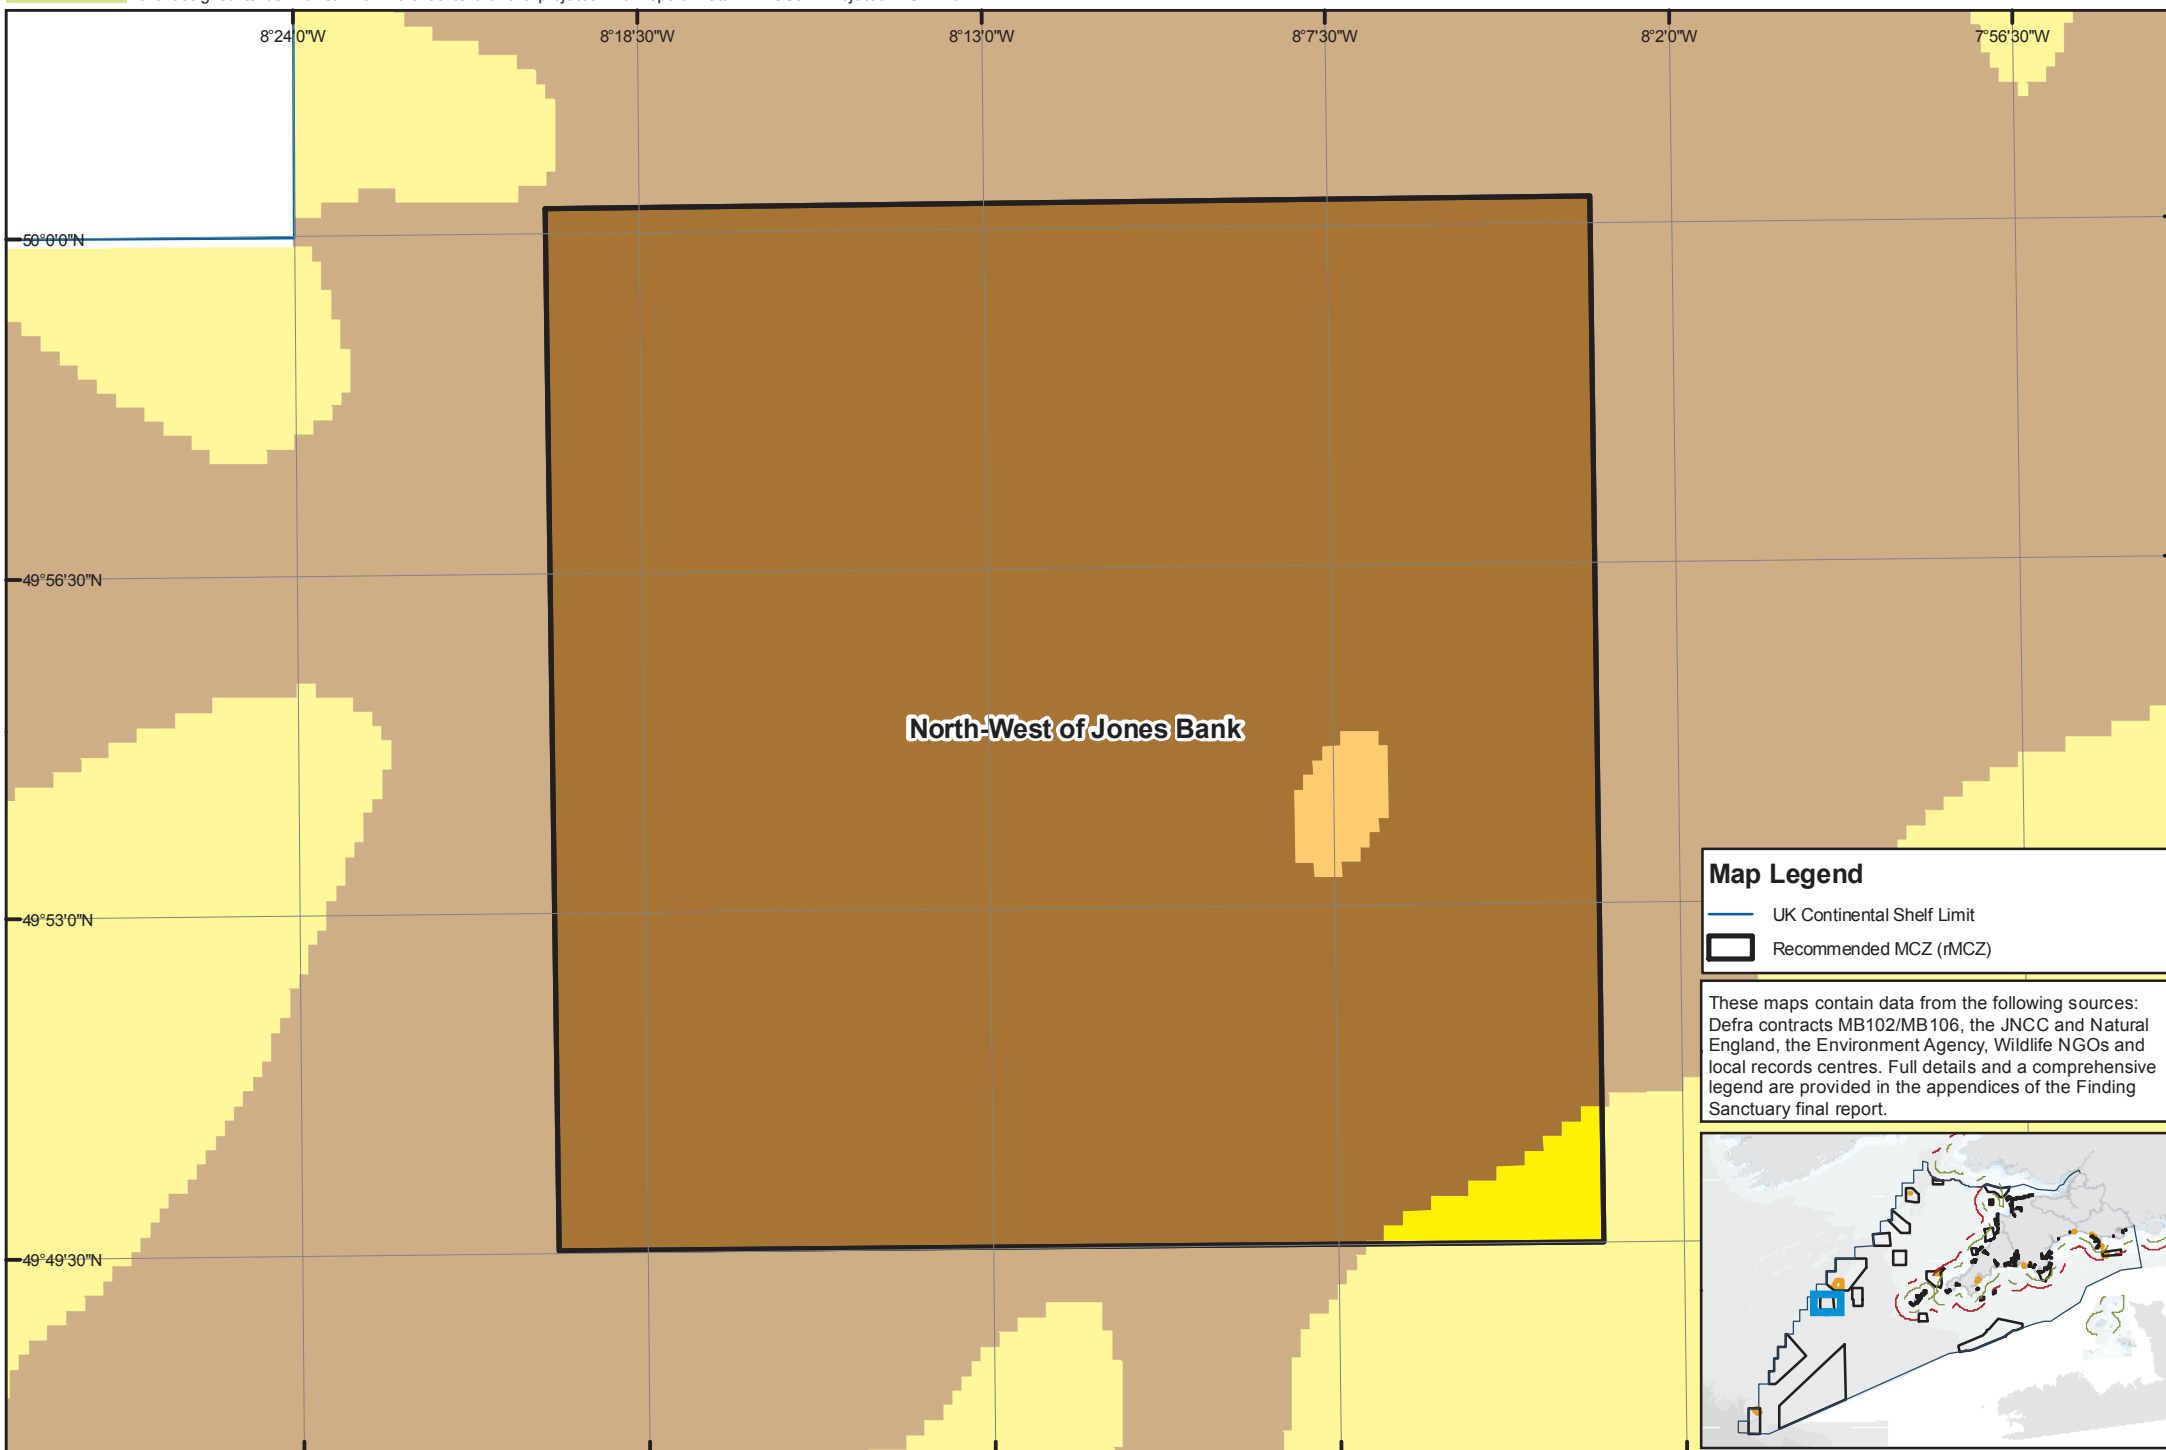 8°24'0"W
8°18'30"W
8°13'0"W
8°7'30"W
8°2'0"W
7°56'30"W
50°0'0"N
49°56'30"N
49°53'0"N
49°49'30"N
North-West of Jones Bank
Map Legend
UK Continental Shelf Limit
Recommended MCZ (rMCZ)
These maps contain data from the following sources:
Defra contracts MB102/MB106, the JNCC and Natural
England, the Environment Agency, Wildlife NGOs and
local records centres. Full details and a comprehensive
legend are provided in the appendices of the Finding
Sanctuary final report.